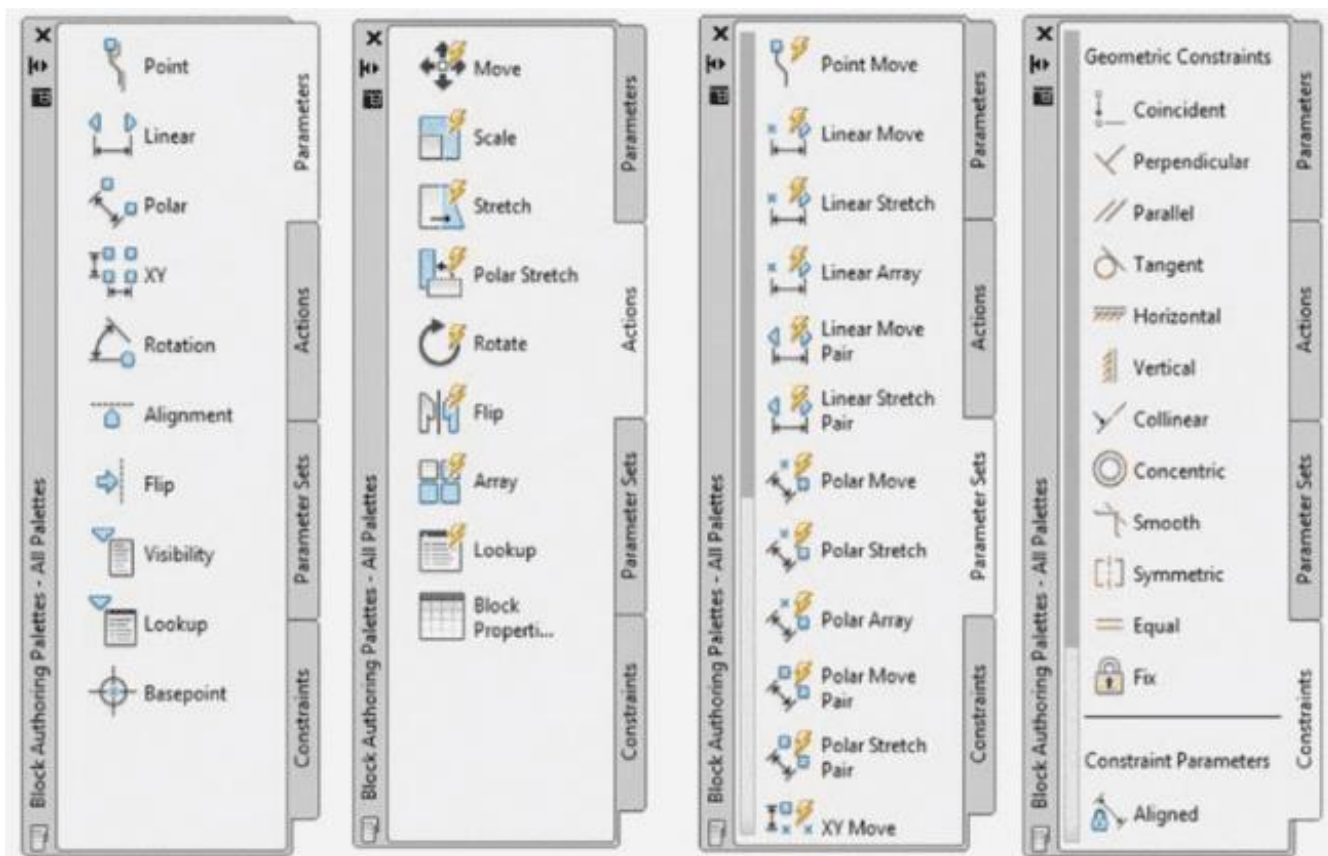 Point
Linear
Polar
XY
Rotation
Alignment
Flip
Visibility
Lookup
Basepoint
Parameters
Actions
Parameter Sets
Constraints
Block Authoring Palettes - All Palettes
Move
Scale
Stretch
Polar Stretch
Rotate
Flip
Array
Lookup
Block
Properti...
Parameters
Actions
Parameter Sets
Constraints
Block Authoring Palettes - All Palettes
Point Move
Linear Move
Linear Stretch
Linear Array
Linear Move
Pair
Linear Stretch
Pair
Polar Move
Polar Stretch
Polar Array
Polar Move
Pair
Polar Stretch
Pair
XY Move
Parameters
Actions
Parameter Sets
Constraints
Block Authoring Palettes - All Palettes
Geometric Constraints
Coincident
Perpendicular
Parallel
Tangent
Horizontal
Vertical
Collinear
Concentric
Smooth
Symmetric
Equal
Fix
Constraint Parameters
Aligned
Parameters
Actions
Parameter Sets
Constraints
Block Authoring Palettes - All Palettes